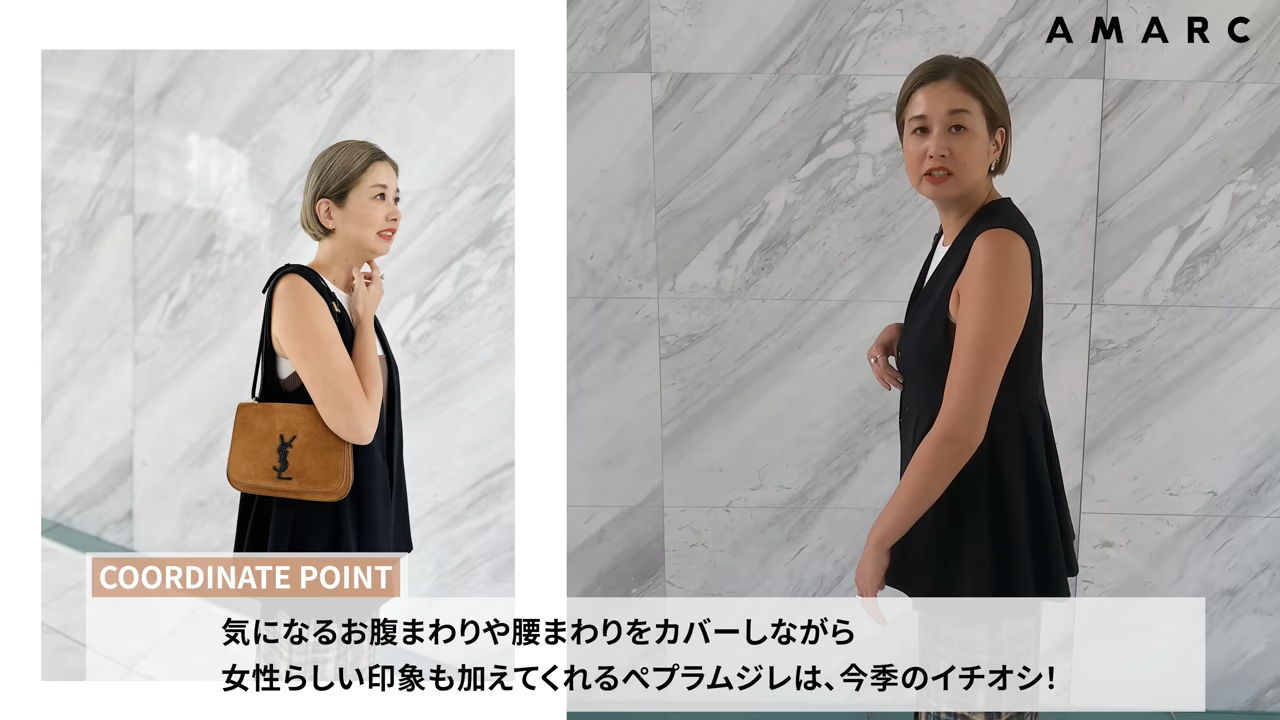 AMARC
COORDINATE POINT
気になるお腹まわりや腰まわりをカバーしながら
女性らしい印象も加えてくれるペプラムジレは、今季のイチオシ！